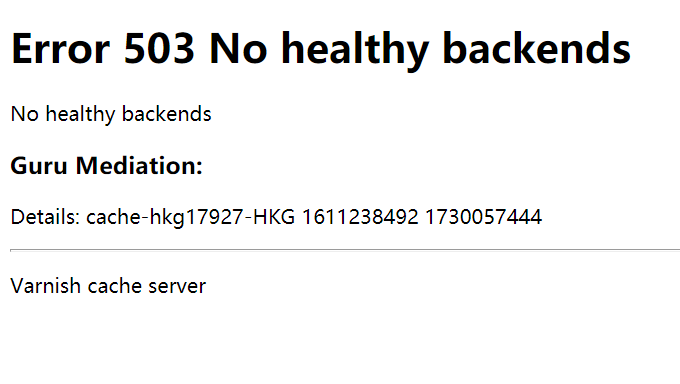 Error 503 No healthy backends
No healthy backends
Guru Mediation:
Details: cache-hkg17927-HKG 1611238492 1730057444
Varnish cache server